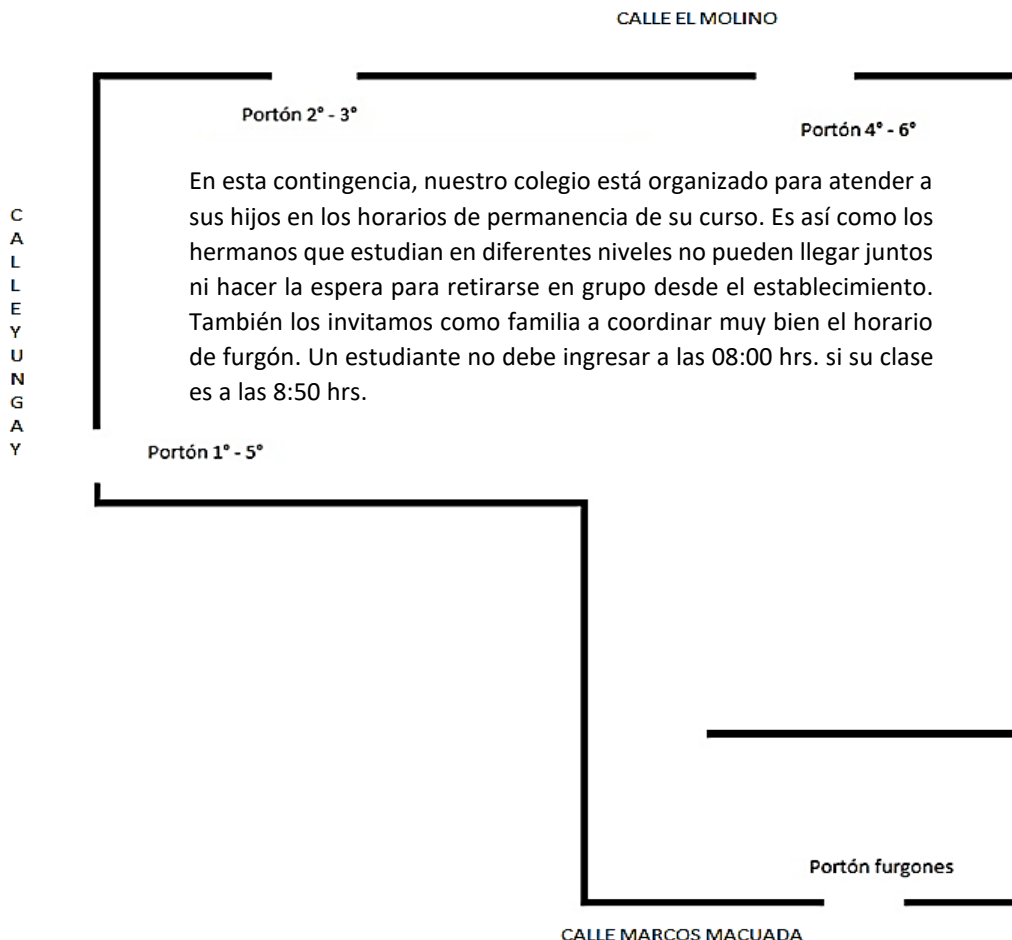 CALLE EL MOLINO
Portón 2° - 3°
Portón 4° - 6°
En esta contingencia, nuestro colegio está organizado para atender a
sus hijos en los horarios de permanencia de su curso. Es así como los
hermanos que estudian en diferentes niveles no pueden llegar juntos
ni hacer la espera para retirarse en grupo desde el establecimiento.
También los invitamos como familia a coordinar muy bien el horario
de furgón. Un estudiante no debe ingresar a las 08:00 hrs. si su clase
es a las 8:50 hrs.
CALLE YUNGAY
Portón 1° - 5°
Portón furgones
CALLE MARCOS MACUADA